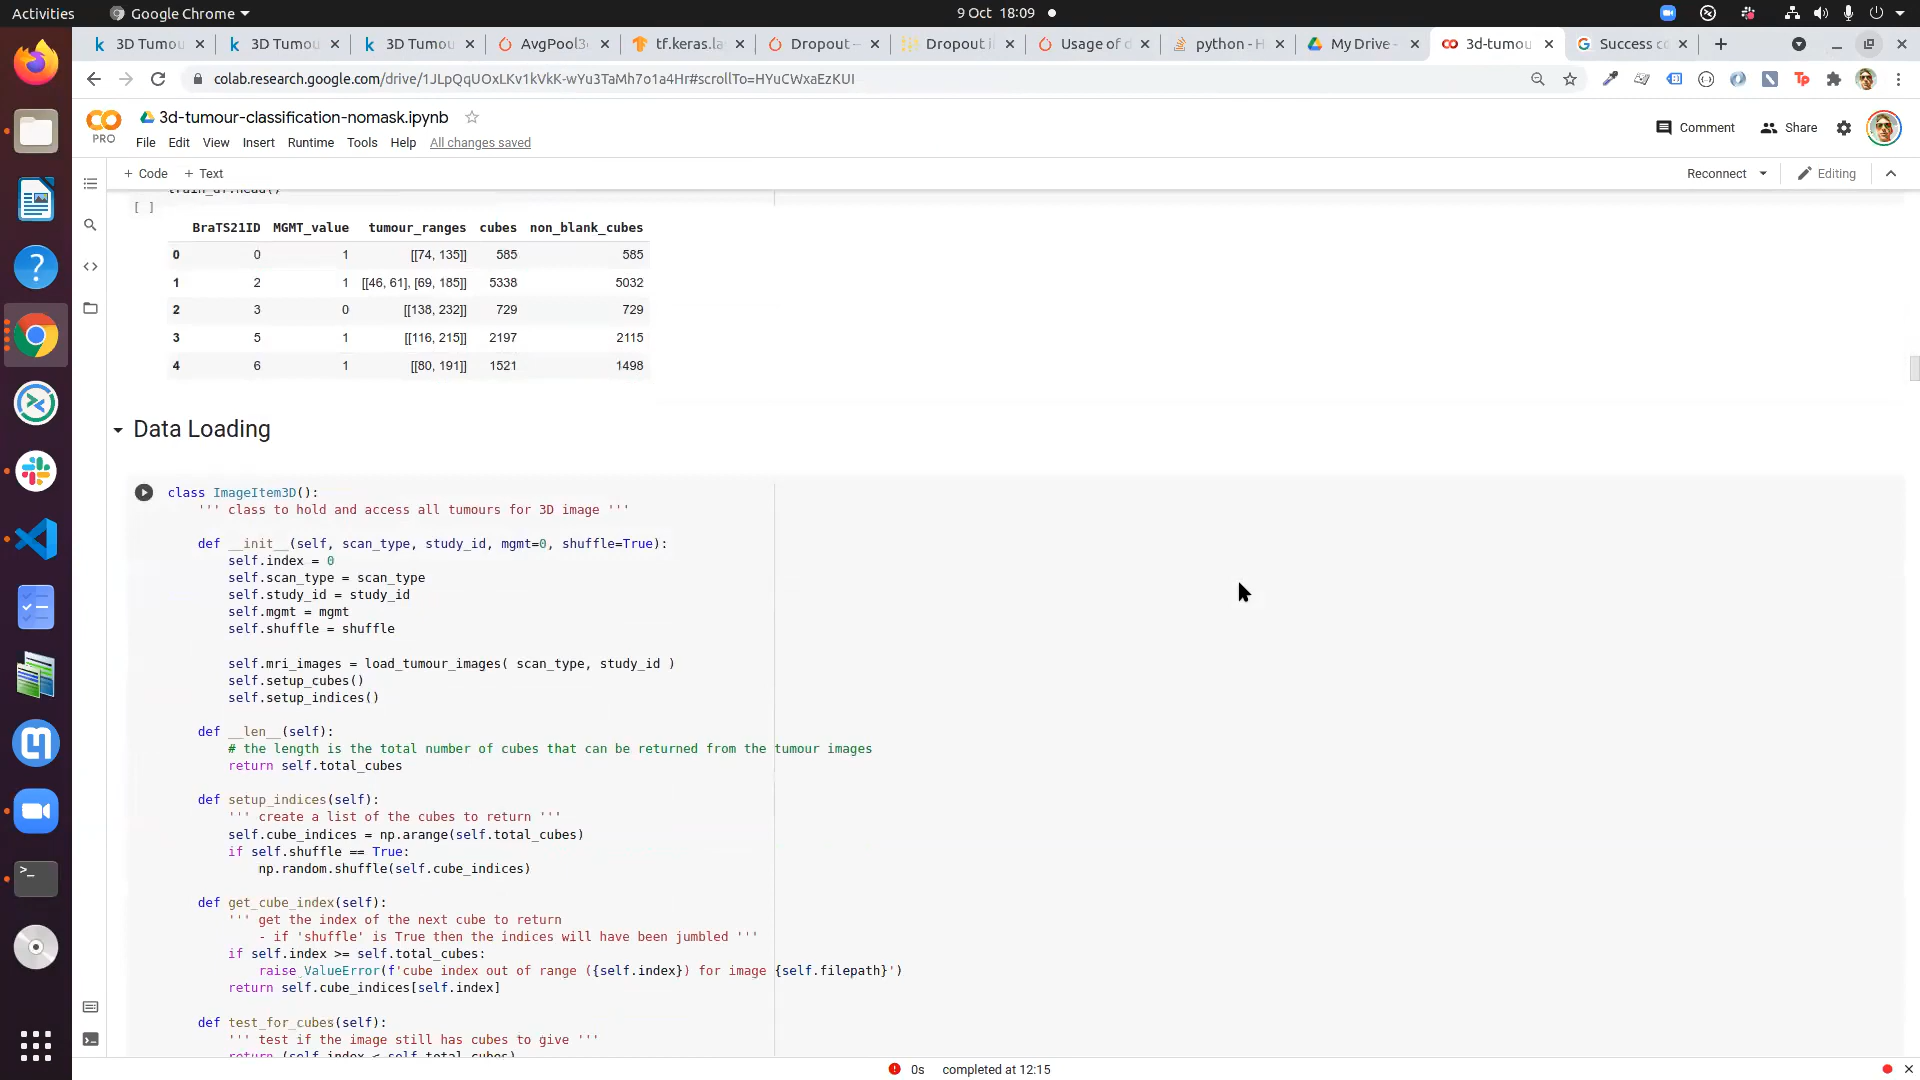 Activities
Google Chrome
9 Oct 18:09
3D Tumou
3D Tumou
3D Tumou
AvgPool3
tf.keras.la
Dropout –
Dropout i
Usage of d
python - H
My Drive -
3d-tumou
Success co
colab.research.google.com/drive/1JLpQqUOxLKv1kVkK-wYu3TaMh7o1a4Hr#scrollTo=HYuCWxaEzKUI
PRO
3d-tumour-classification-nomask.ipynb
File Edit View Insert Runtime Tools Help All changes saved
Comment
Share
+ Code + Text
Reconnect
Editing
train_df.head()
[ ]
BraTS21ID MGMT_value tumour_ranges cubes non_blank_cubes
0 0 1 [[74, 135]] 585 585
1 2 1 [[46, 61], [69, 185]] 5338 5032
2 3 0 [[138, 232]] 729 729
3 5 1 [[116, 215]] 2197 2115
4 6 1 [[80, 191]] 1521 1498
Data Loading
class ImageItem3D():
''' class to hold and access all tumours for 3D image '''
def __init__(self, scan_type, study_id, mgmt=0, shuffle=True):
self.index = 0
self.scan_type = scan_type
self.study_id = study_id
self.mgmt = mgmt
self.shuffle = shuffle
self.mri_images = load_tumour_images( scan_type, study_id )
self.setup_cubes()
self.setup_indices()
def __len__(self):
# the length is the total number of cubes that can be returned from the tumour images
return self.total_cubes
def setup_indices(self):
''' create a list of the cubes to return '''
self.cube_indices = np.arange(self.total_cubes)
if self.shuffle == True:
np.random.shuffle(self.cube_indices)
def get_cube_index(self):
''' get the index of the next cube to return
- if 'shuffle' is True then the indices will have been jumbled '''
if self.index >= self.total_cubes:
raise ValueError(f'cube index out of range ({self.index}) for image {self.filepath}')
return self.cube_indices[self.index]
def test_for_cubes(self):
''' test if the image still has cubes to give '''
return (self.index < self.total_cubes)
0s completed at 12:15